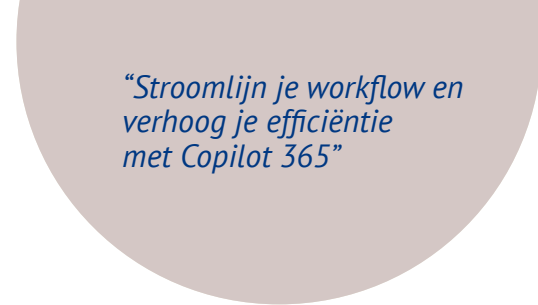 “Stroomlijn je workflow en
verhoog je efficiëntie
met Copilot 365”